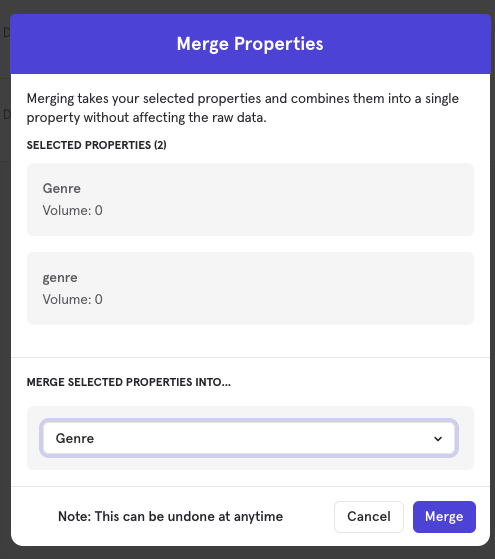 Merge Properties
Merging takes your selected properties and combines them into a single
property without affecting the raw data.
SELECTED PROPERTIES (2)
Genre
Volume: 0
genre
Volume: 0
MERGE SELECTED PROPERTIES INTO...
Genre
Note: This can be undone at anytime
Cancel
Merge